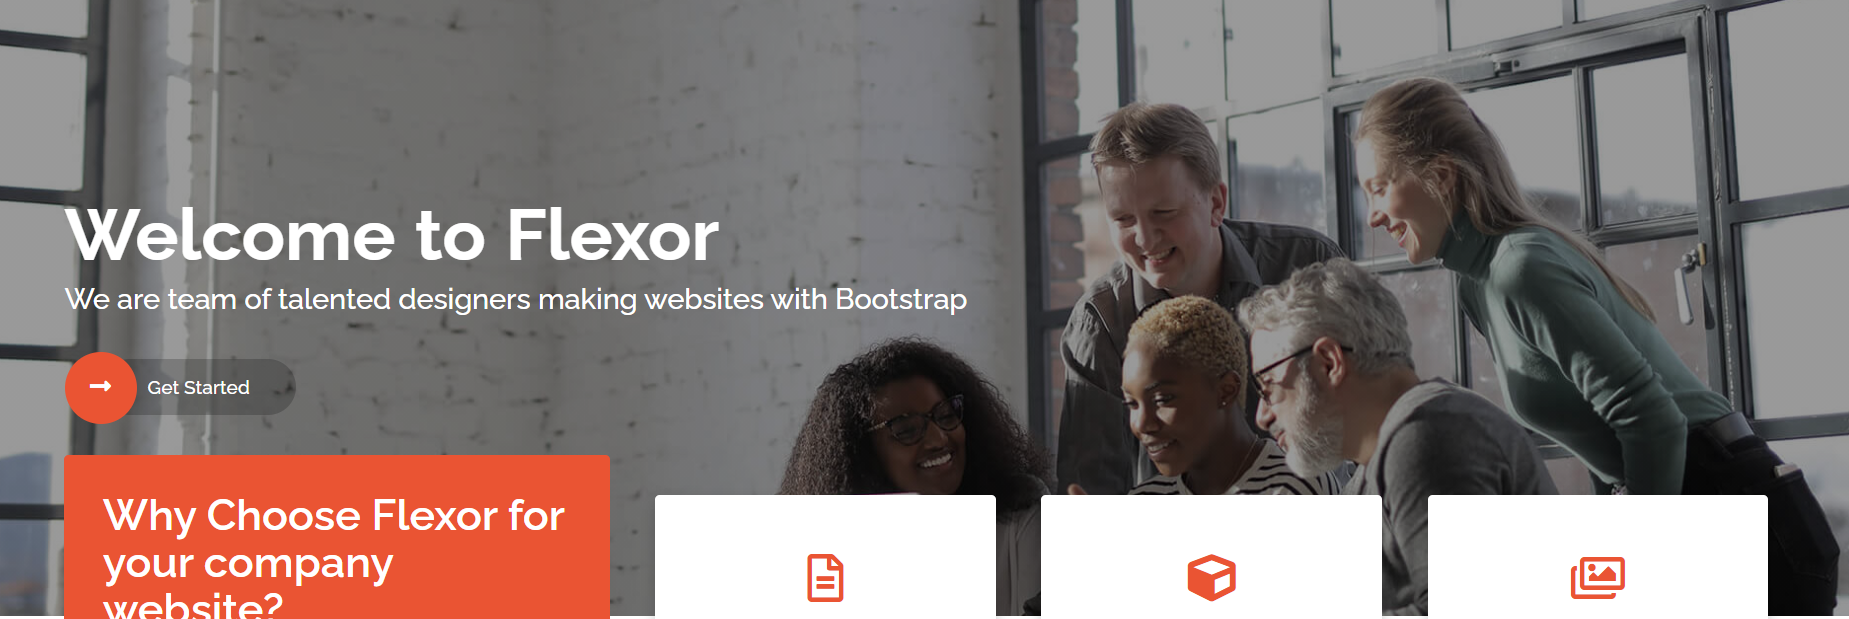 Welcome to Flexor
We are team of talented designers making websites with Bootstrap
Get Started
Why Choose Flexor for
your company
website?